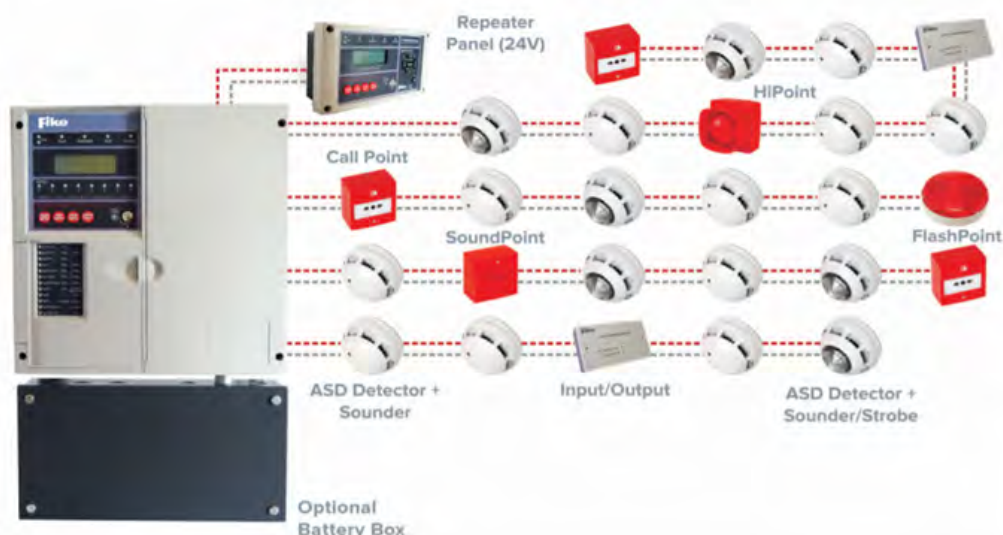 Repeater
Panel (24V)
Fike
HiPoint
Call Point
SoundPoint
FlashPoint
ASD Detector +
Sounder
Input/Output
ASD Detector +
Sounder/Strobe
Optional
Battery Box